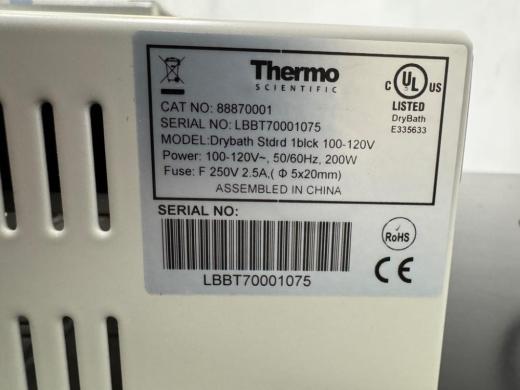 Thermo
SCIENTIFIC
CAT NO: 88870001
SERIAL NO: LBBT70001075
MODEL:Drybath Stdrd 1blck 100-120V
Power: 100-120V~, 50/60Hz, 200W
Fuse: F 250V 2.5A,( Φ 5x20mm)
ASSEMBLED IN CHINA
C UL US
LISTED
DryBath
E335633
SERIAL NO:
LBBT70001075
RoHS
CE